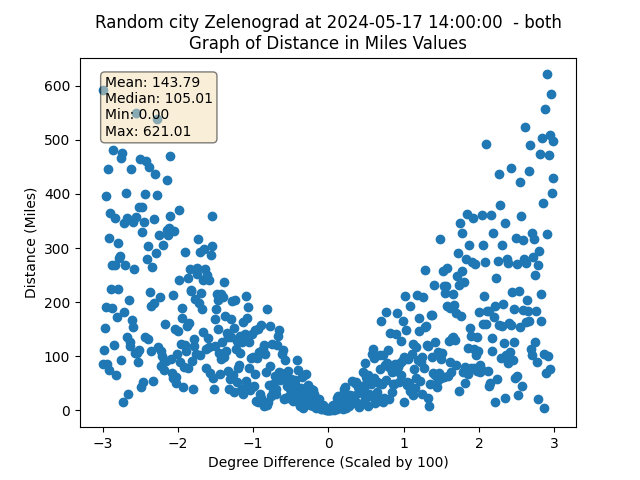 Random city Zelenograd at 2024-05-17 14:00:00  - both
Graph of Distance in Miles Values
Mean: 143.79
Median: 105.01
Min: 0.00
Max: 621.01
600
500
400
300
200
100
0
Distance (Miles)
−3 −2 −1 0 1 2 3
Degree Difference (Scaled by 100)